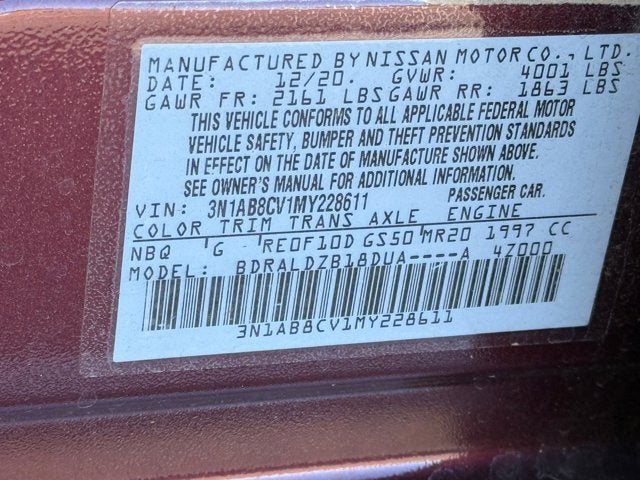 MANUFACTURED BY NISSAN MOTOR CO., LTD.
DATE: 12/20. GVWR: 4001 LBS
GAWR FR: 2161 LBS GAWR RR: 1863 LBS
THIS VEHICLE CONFORMS TO ALL APPLICABLE FEDERAL MOTOR
VEHICLE SAFETY, BUMPER AND THEFT PREVENTION STANDARDS
IN EFFECT ON THE DATE OF MANUFACTURE SHOWN ABOVE.
SEE OWNER'S MANUAL FOR ADDITIONAL INFORMATION.
VIN: 3N1AB8CV1MY228611 PASSENGER CAR.
COLOR TRIM TRANS AXLE ENGINE
NBQ G RE0F10D GS50 MR20 1997 CC
MODEL: BDRALDZB18DUA----A 4Z000
3N1AB8CV1MY228611